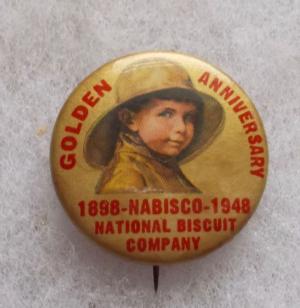 GOLDEN ANNIVERSARY
1898-NABISCO-1948
NATIONAL BISCUIT
COMPANY